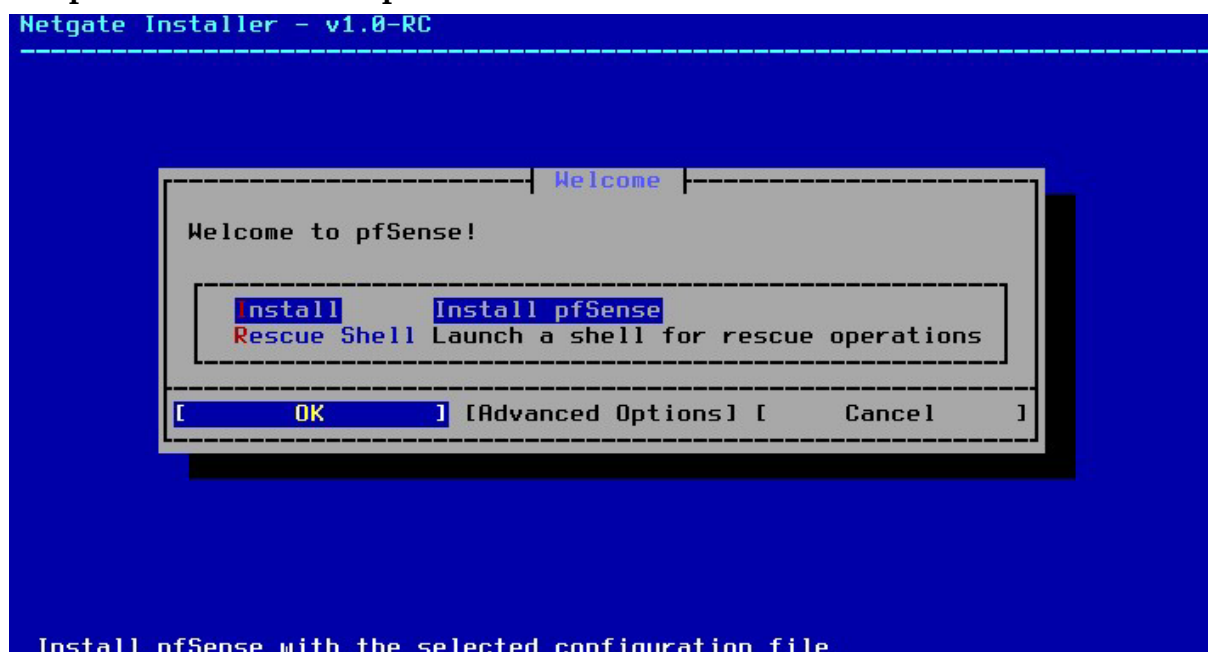 Netgate Installer - v1.0-RC
Welcome
Welcome to pfSense!
Install Install pfSense
Rescue Shell Launch a shell for rescue operations
[ OK ] [Advanced Options] [ Cancel ]
Install pfSense with the selected configuration file